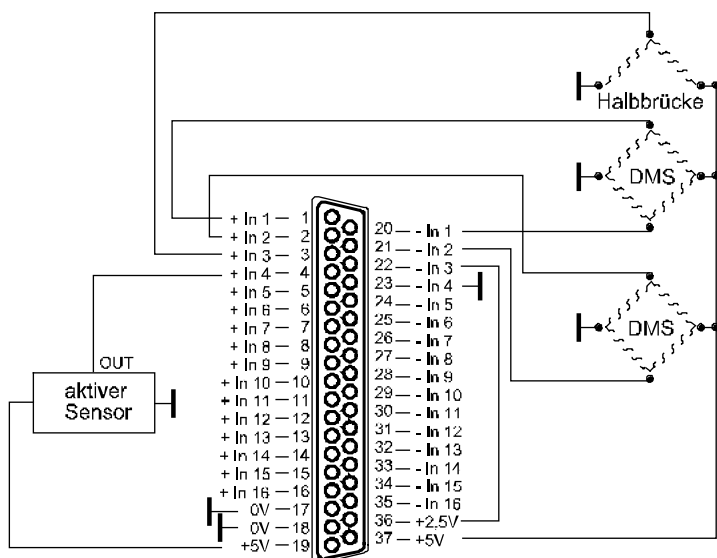 Halbbrücke
DMS
DMS
OUT
aktiver
Sensor
+ In 1 – 1
+ In 2 – 2
+ In 3 – 3
+ In 4 – 4
+ In 5 – 5
+ In 6 – 6
+ In 7 – 7
+ In 8 – 8
+ In 9 – 9
+ In 10 – 10
+ In 11 – 11
+ In 12 – 12
+ In 13 – 13
+ In 14 – 14
+ In 15 – 15
+ In 16 – 16
0V – 17
0V – 18
+5V – 19
20 – - In 1
21 – - In 2
22 – - In 3
23 – - In 4
24 – - In 5
25 – - In 6
26 – - In 7
27 – - In 8
28 – - In 9
29 – - In 10
30 – - In 11
31 – - In 12
32 – - In 13
33 – - In 14
34 – - In 15
35 – - In 16
36 – +2,5V
37 – +5V